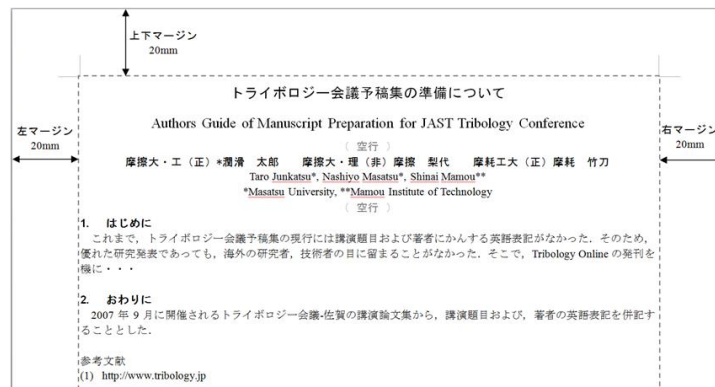 上下マージン
20mm
トライボロジー会議予稿集の準備について
Authors Guide of Manuscript Preparation for JAST Tribology Conference
左マージン
20mm
右マージン
20mm
（ 空行 ）
摩擦大・工（正）*潤滑 太郎 摩擦大・理（非）摩擦 梨代 摩耗工大（正）摩耗 竹刀
Taro Junkatsu*, Nashiyo Masatsu*, Shinai Mamou**
*Masatsu University, **Mamou Institute of Technology
（ 空行 ）
1. はじめに
これまで，トライボロジー会議予稿集の現行には講演題目および著者にかんする英語表記がなかった．そのため，
優れた研究発表であっても，海外の研究者，技術者の目に留まることがなかった．そこで，Tribology Online の発刊を
機に・・・
2. おわりに
2007 年 9 月に開催されるトライボロジー会議-佐賀の講演論文集から，講演題目および，著者の英語表記を併記す
ることとした．
参考文献
(1) http://www.tribology.jp